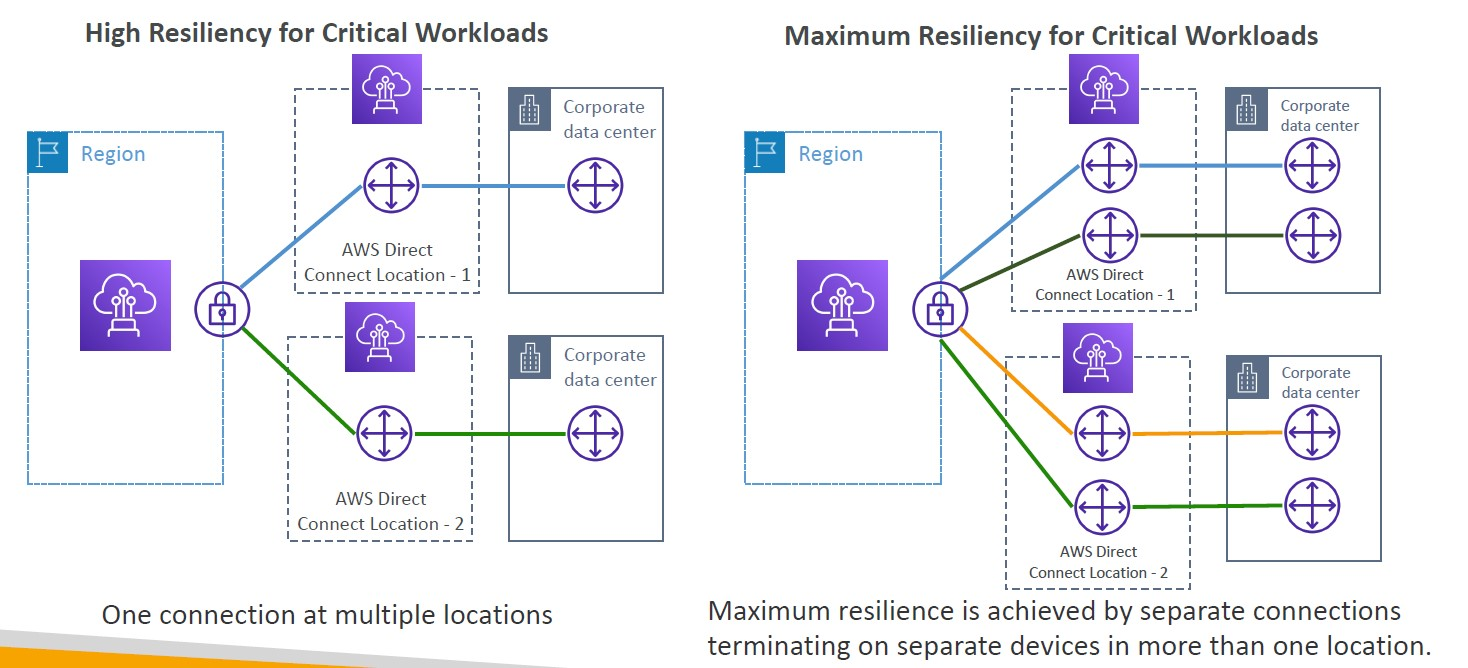 High Resiliency for Critical Workloads
Region
Corporate
data center
AWS Direct
Connect Location - 1
Corporate
data center
AWS Direct
Connect Location - 2
One connection at multiple locations
Maximum Resiliency for Critical Workloads
Region
Corporate
data center
AWS Direct
Connect Location - 1
Corporate
data center
AWS Direct
Connect Location - 2
Maximum resilience is achieved by separate connections
terminating on separate devices in more than one location.